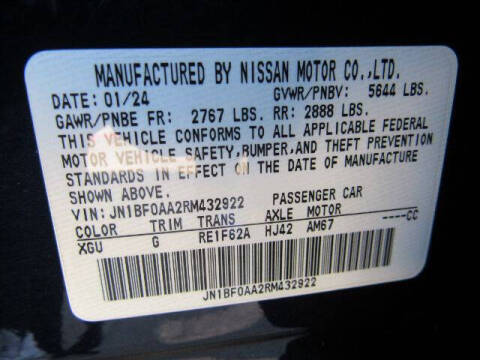 MANUFACTURED BY NISSAN MOTOR CO.,LTD.
DATE: 01/24 GVWR/PNBV: 5644 LBS.
GAWR/PNBE FR: 2767 LBS. RR: 2888 LBS.
THIS VEHICLE CONFORMS TO ALL APPLICABLE FEDERAL
MOTOR VEHICLE SAFETY, BUMPER, AND THEFT PREVENTION
STANDARDS IN EFFECT ON THE DATE OF MANUFACTURE
SHOWN ABOVE.
VIN: JN1BF0AA2RM432922 PASSENGER CAR
COLOR TRIM TRANS AXLE MOTOR ----CC
XGU G RE1F62A HJ42 AM67
JN1BF0AA2RM432922